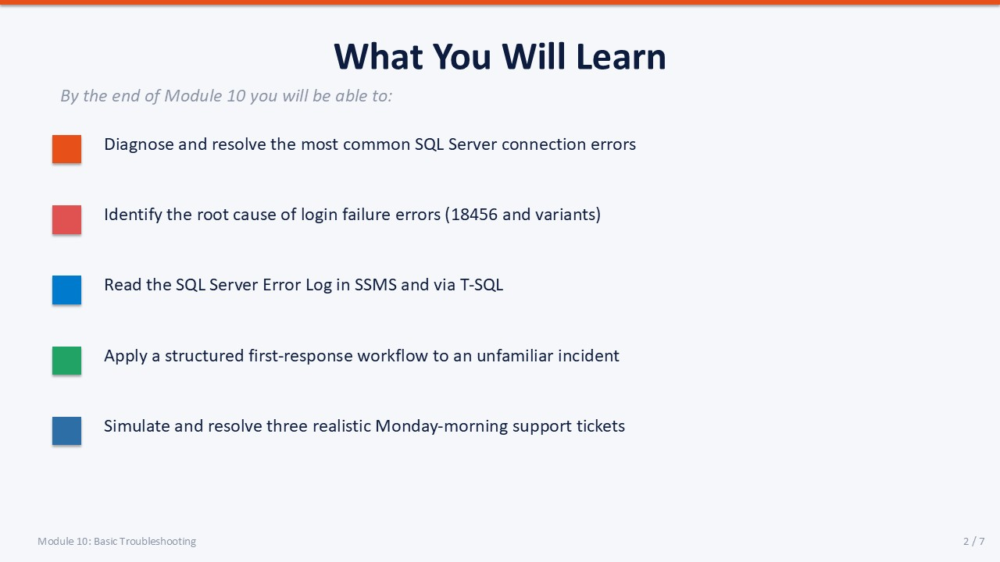 What You Will Learn
By the end of Module 10 you will be able to:
Diagnose and resolve the most common SQL Server connection errors
Identify the root cause of login failure errors (18456 and variants)
Read the SQL Server Error Log in SSMS and via T-SQL
Apply a structured first-response workflow to an unfamiliar incident
Simulate and resolve three realistic Monday-morning support tickets
Module 10: Basic Troubleshooting
2 / 7